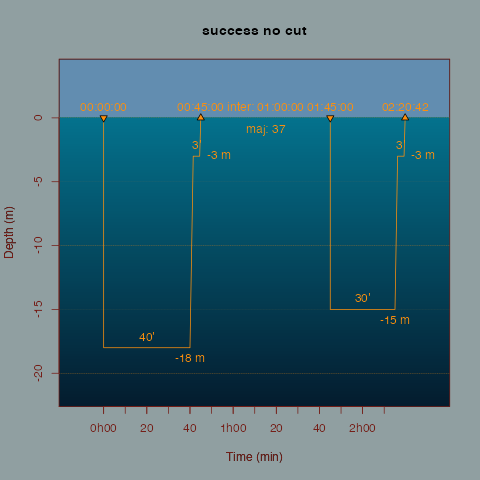 success no cut
00:00:00 00:45:00 inter: 01:00:00 01:45:00 02:20:42
maj: 37
0
3' 3'
-3 m -3 m
-5
-10
30'
-15
-15 m
40'
-18 m
-20
Depth (m)
0h00 20 40 1h00 20 40 2h00
Time (min)